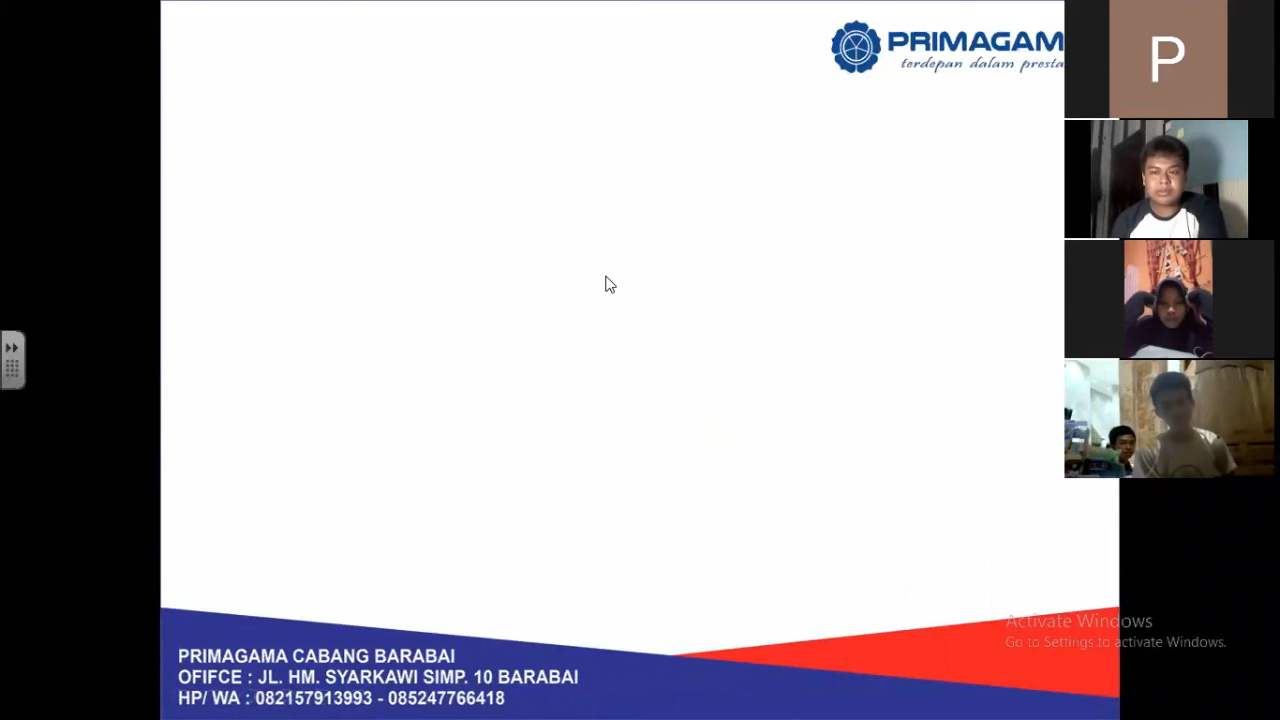 PRIMAGAM
terdepan dalam presta
P
Activate Windows
Go to Settings to activate Windows.
PRIMAGAMA CABANG BARABAI
OFIFCE : JL. HM. SYARKAWI SIMP. 10 BARABAI
HP/ WA : 082157913993 - 085247766418